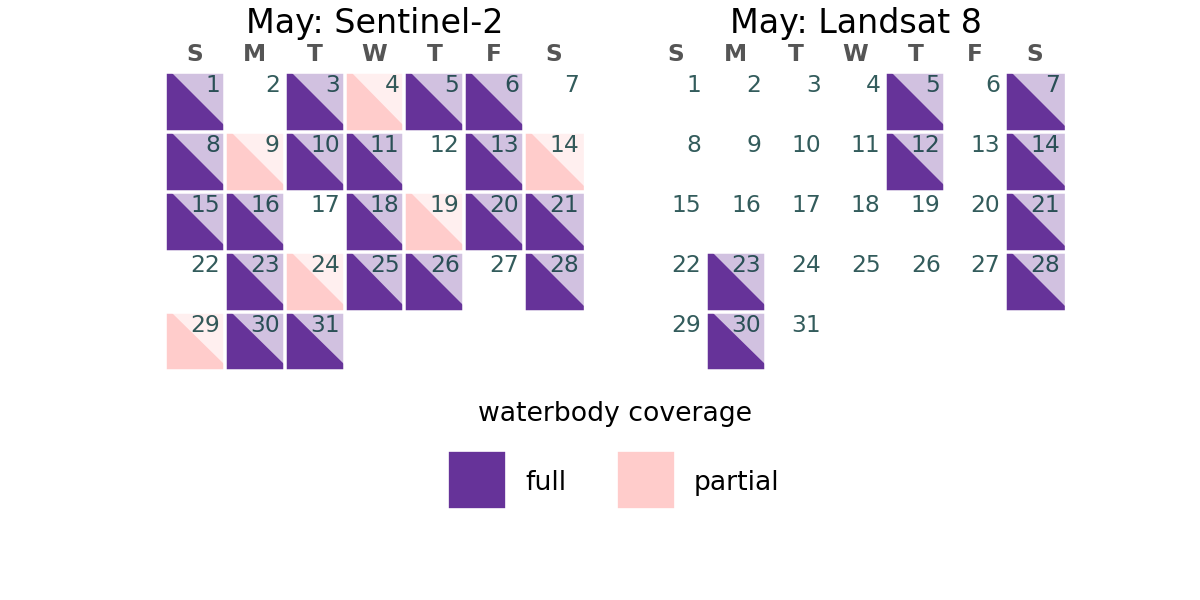 May: Sentinel-2
S M T W T F S
1 2 3 4 5 6 7
8 9 10 11 12 13 14
15 16 17 18 19 20 21
22 23 24 25 26 27 28
29 30 31
May: Landsat 8
S M T W T F S
1 2 3 4 5 6 7
8 9 10 11 12 13 14
15 16 17 18 19 20 21
22 23 24 25 26 27 28
29 30 31
waterbody coverage
full
partial